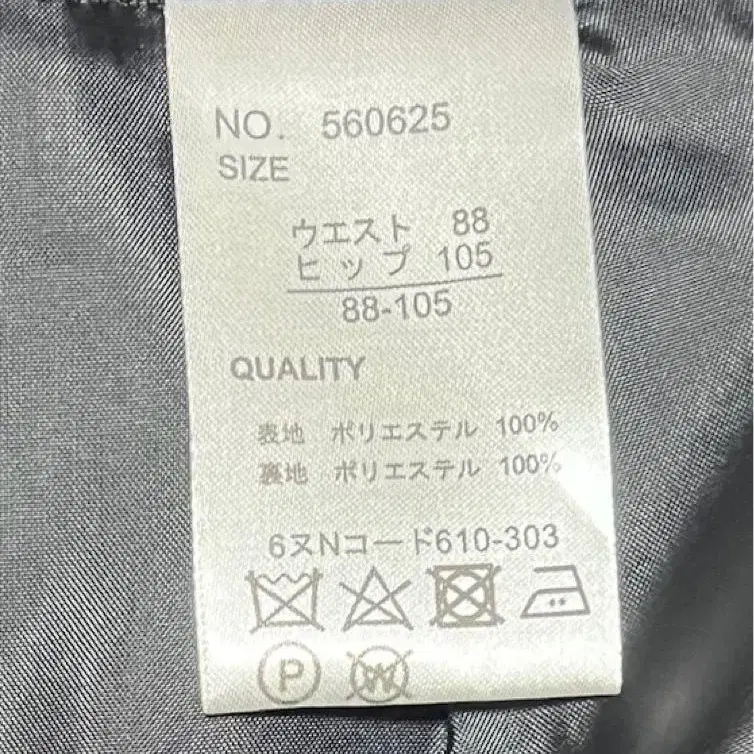 NO. 560625
SIZE
ウエスト 88
ヒップ 105
88-105
QUALITY
表地 ポリエステル 100%
裏地 ポリエステル 100%
6ヌNコード610-303
P W